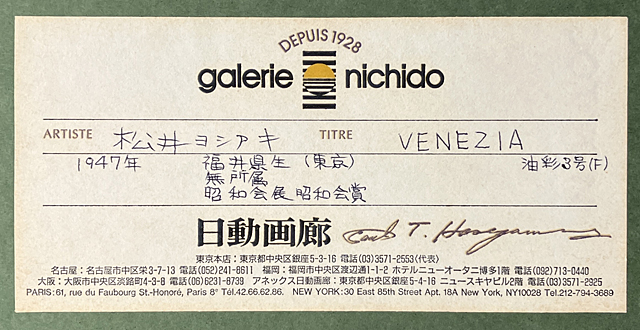 DEPUIS 1928
galerie nichido
ARTISTE 松井ヨシアキ TITRE VENEZIA
1947年 福井県生(東京) 油彩3号(F)
無所属
昭和会展昭和会賞
日動画廊 T. Hasegawa
東京本店：東京都中央区銀座5-3-16 電話(03)3571-2553〈代表〉
名古屋：名古屋市中区栄3-7-13 電話(052)241-8611 福岡：福岡市中央区渡辺通1-1-2 ホテルニューオータニ博多1階 電話(092)713-0440
大阪：大阪市中央区淡路町4-3-8 電話(06)6231-8739 アネックス日動画廊：東京都中央区銀座5-4-16 ニュースキヤビル2階 電話(03)3571-2925
PARIS: 61, rue du Faubourg St.-Honoré, Paris 8e Tél.42.66.62.86. NEW YORK: 30 East 85th Street Apt. 18A New York, NY10028 Tel.212-794-3689